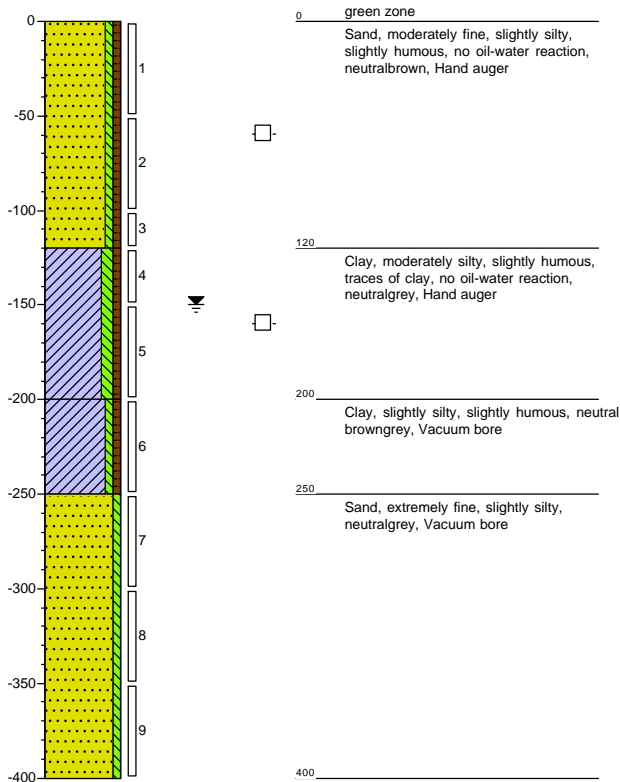 0
-50
-100
-150
-200
-250
-300
-350
-400
1
2
3
4
5
6
7
8
9
0 green zone
Sand, moderately fine, slightly silty,
slightly humous, no oil-water reaction,
neutralbrown, Hand auger
120
Clay, moderately silty, slightly humous,
traces of clay, no oil-water reaction,
neutralgrey, Hand auger
200
Clay, slightly silty, slightly humous, neutral
browngrey, Vacuum bore
250
Sand, extremely fine, slightly silty,
neutralgrey, Vacuum bore
400